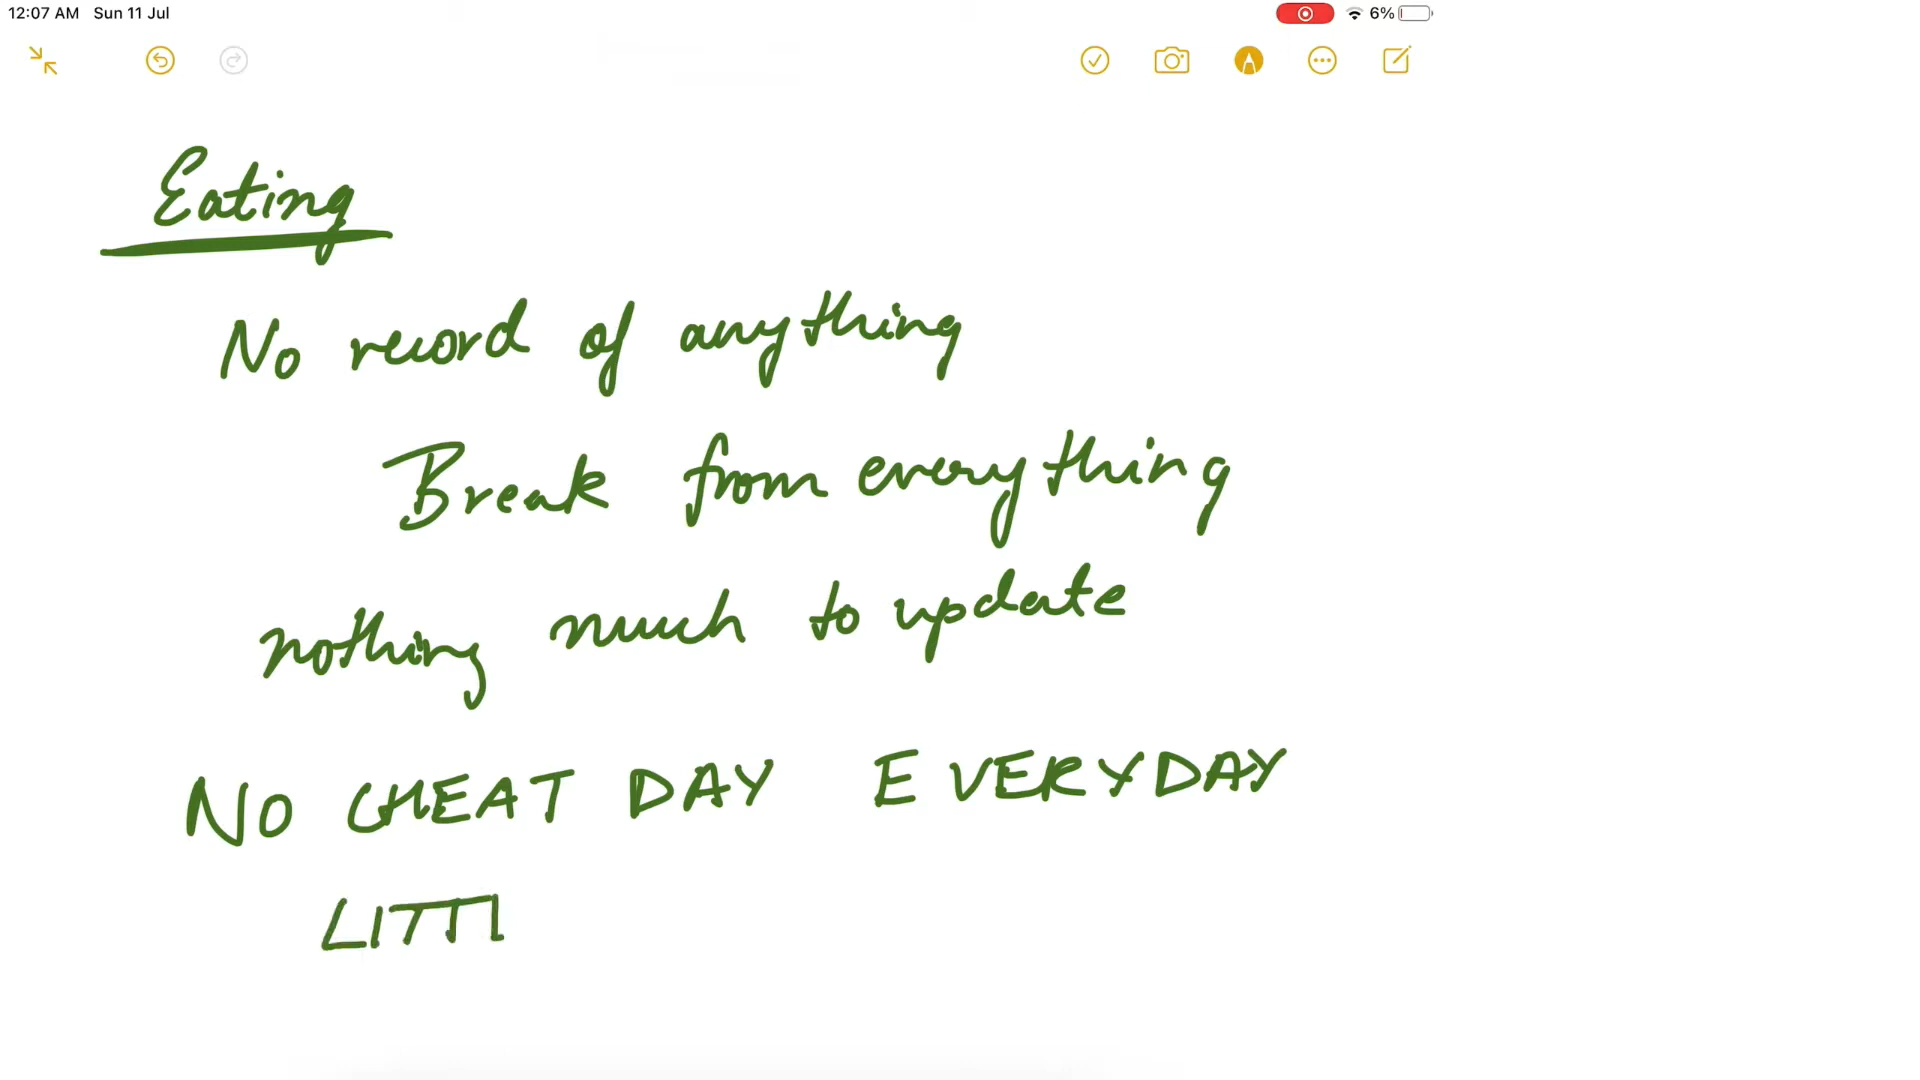 12:07 AM Sun 11 Jul 6%
Eating
No record of anything
Break from everything
nothing much to update
NO CHEAT DAY EVERYDAY
LITTL